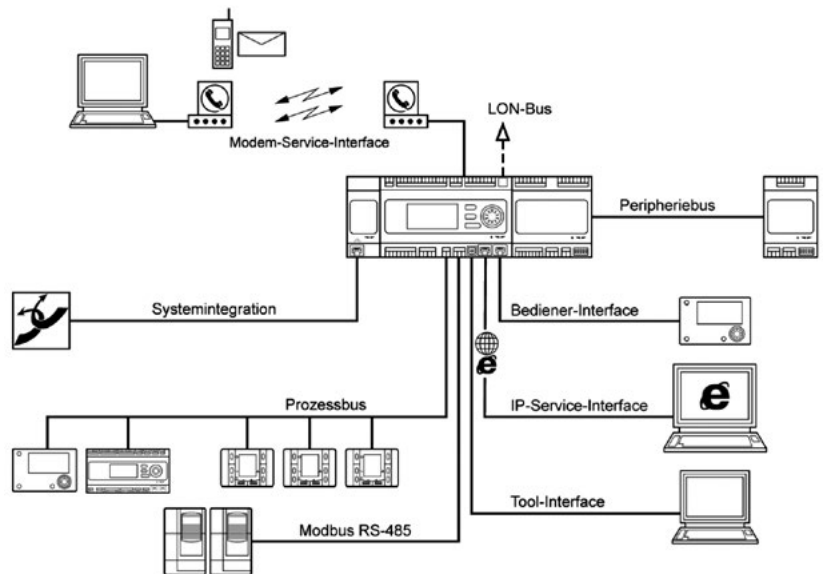 LON-Bus
Modem-Service-Interface
Peripheriebus
Systemintegration
Bediener-Interface
Prozessbus
IP-Service-Interface
Tool-Interface
Modbus RS-485